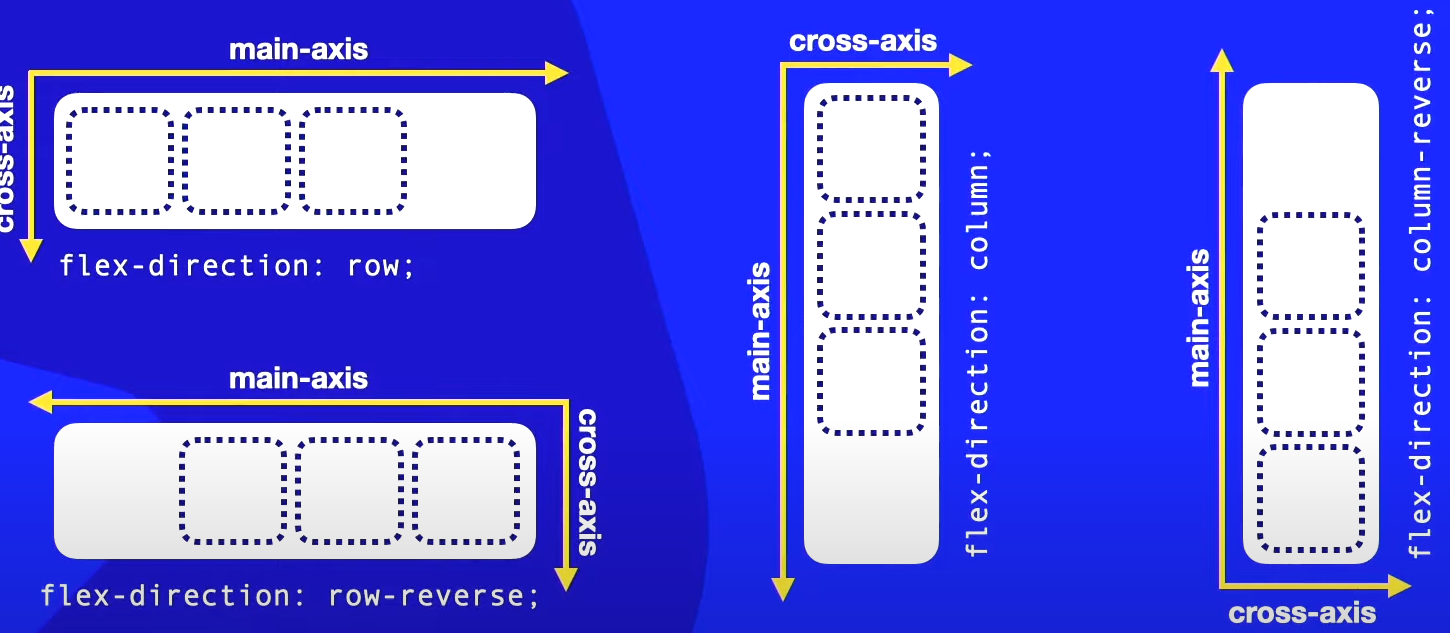 main-axis
cross-axis
flex-direction: row;
main-axis
cross-axis
flex-direction: row-reverse;
cross-axis
main-axis
flex-direction: column;
main-axis
cross-axis
flex-direction: column-reverse;